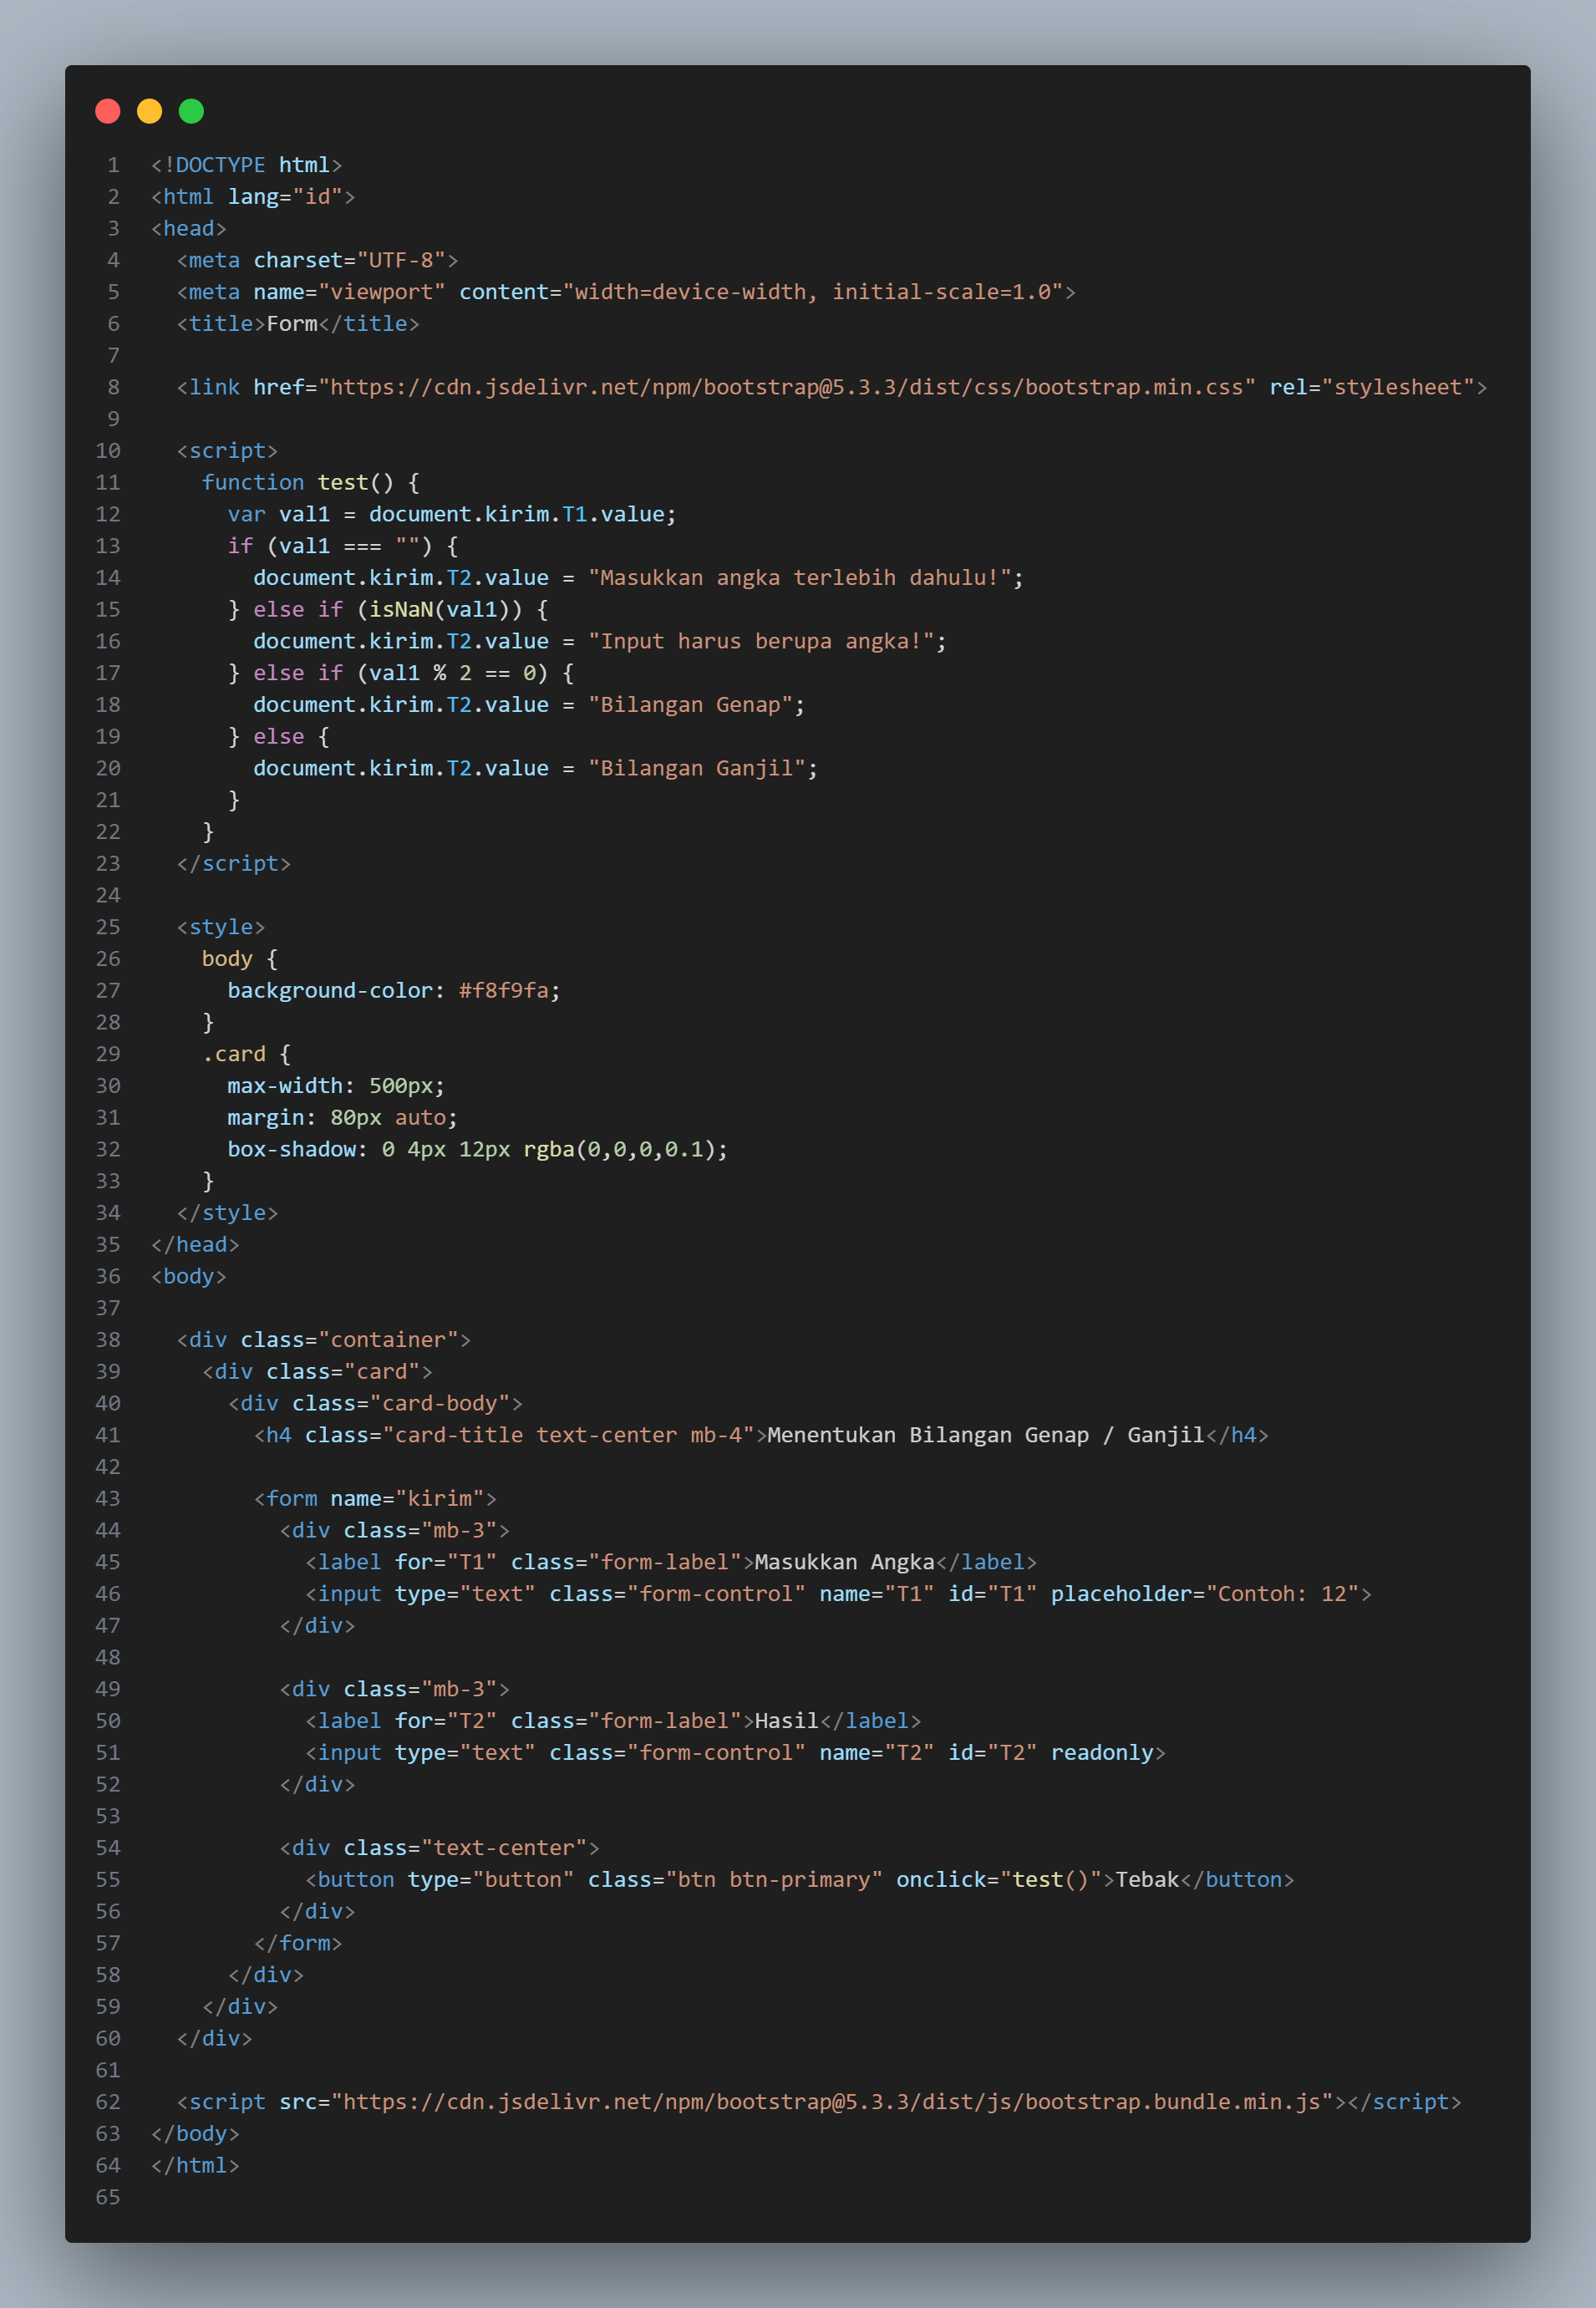 1 <!DOCTYPE html>
2 <html lang="id">
3 <head>
4   <meta charset="UTF-8">
5   <meta name="viewport" content="width=device-width, initial-scale=1.0">
6   <title>Form</title>
7
8   <link href="https://cdn.jsdelivr.net/npm/bootstrap@5.3.3/dist/css/bootstrap.min.css" rel="stylesheet">
9
10   <script>
11     function test() {
12       var val1 = document.kirim.T1.value;
13       if (val1 === "") {
14         document.kirim.T2.value = "Masukkan angka terlebih dahulu!";
15       } else if (isNaN(val1)) {
16         document.kirim.T2.value = "Input harus berupa angka!";
17       } else if (val1 % 2 == 0) {
18         document.kirim.T2.value = "Bilangan Genap";
19       } else {
20         document.kirim.T2.value = "Bilangan Ganjil";
21       }
22     }
23   </script>
24
25   <style>
26     body {
27       background-color: #f8f9fa;
28     }
29     .card {
30       max-width: 500px;
31       margin: 80px auto;
32       box-shadow: 0 4px 12px rgba(0,0,0,0.1);
33     }
34   </style>
35 </head>
36 <body>
37
38   <div class="container">
39     <div class="card">
40       <div class="card-body">
41         <h4 class="card-title text-center mb-4">Menentukan Bilangan Genap / Ganjil</h4>
42
43         <form name="kirim">
44           <div class="mb-3">
45             <label for="T1" class="form-label">Masukkan Angka</label>
46             <input type="text" class="form-control" name="T1" id="T1" placeholder="Contoh: 12">
47           </div>
48
49           <div class="mb-3">
50             <label for="T2" class="form-label">Hasil</label>
51             <input type="text" class="form-control" name="T2" id="T2" readonly>
52           </div>
53
54           <div class="text-center">
55             <button type="button" class="btn btn-primary" onclick="test()">Tebak</button>
56           </div>
57         </form>
58       </div>
59     </div>
60   </div>
61
62   <script src="https://cdn.jsdelivr.net/npm/bootstrap@5.3.3/dist/js/bootstrap.bundle.min.js"></script>
63 </body>
64 </html>
65